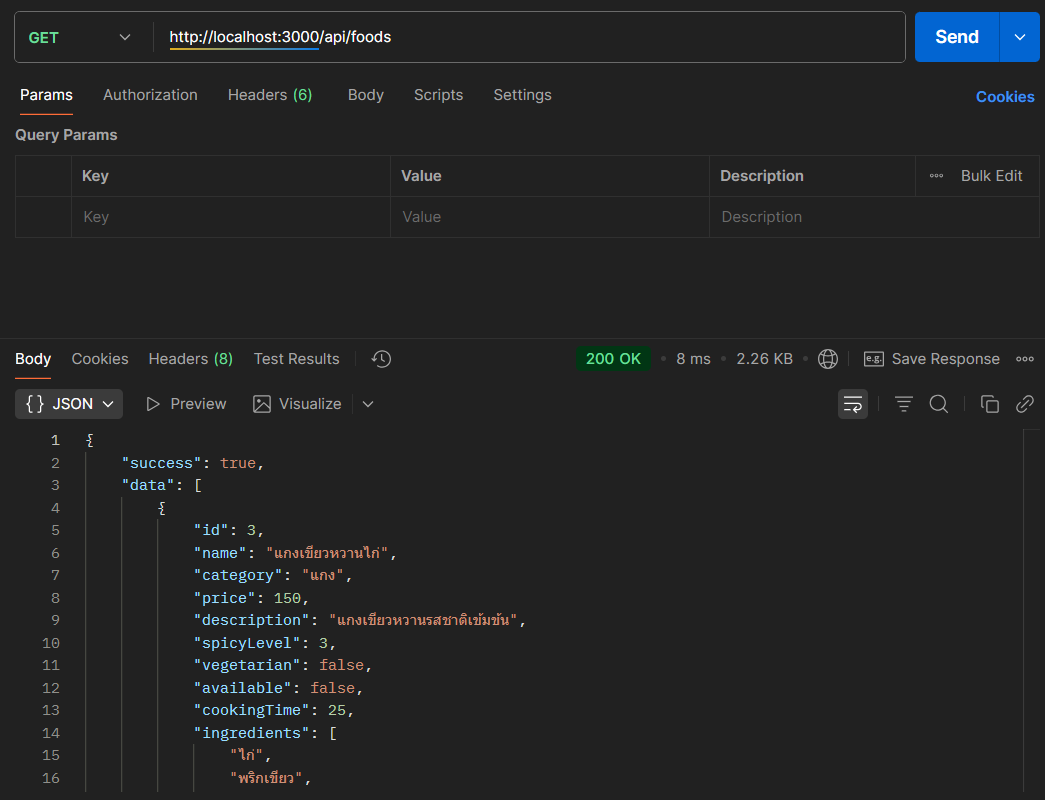 GET http://localhost:3000/api/foods Send
Params Authorization Headers (6) Body Scripts Settings Cookies
Query Params
Key Value Description Bulk Edit
Key Value Description
Body Cookies Headers (8) Test Results 200 OK • 8 ms • 2.26 KB • e.g. Save Response
{ } JSON Preview Visualize
1 {
2 "success": true,
3 "data": [
4 {
5 "id": 3,
6 "name": "แกงเขียวหวานไก่",
7 "category": "แกง",
8 "price": 150,
9 "description": "แกงเขียวหวานรสชาติเข้มข้น",
10 "spicyLevel": 3,
11 "vegetarian": false,
12 "available": false,
13 "cookingTime": 25,
14 "ingredients": [
15 "ไก่",
16 "พริกเขียว",